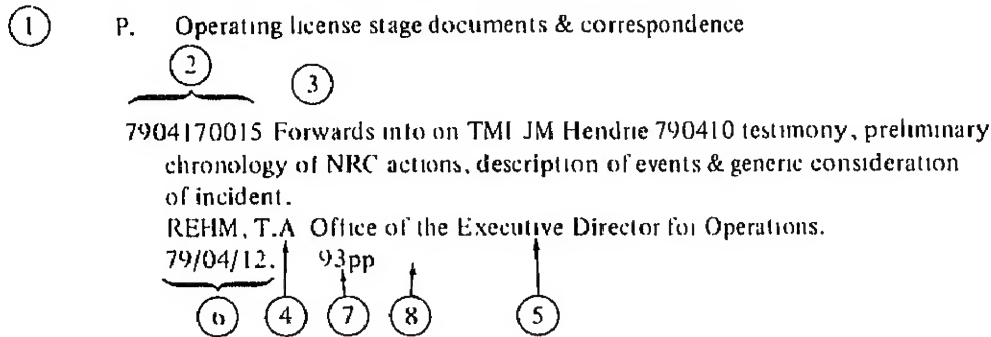 1 P. Operating license stage documents & correspondence
2 3
7904170015 Forwards info on TMI JM Hendrie 790410 testimony, preliminary
chronology of NRC actions, description of events & generic consideration
of incident.
REHM, T.A Office of the Executive Director for Operations.
79/04/12. 93pp
6 4 7 8 5